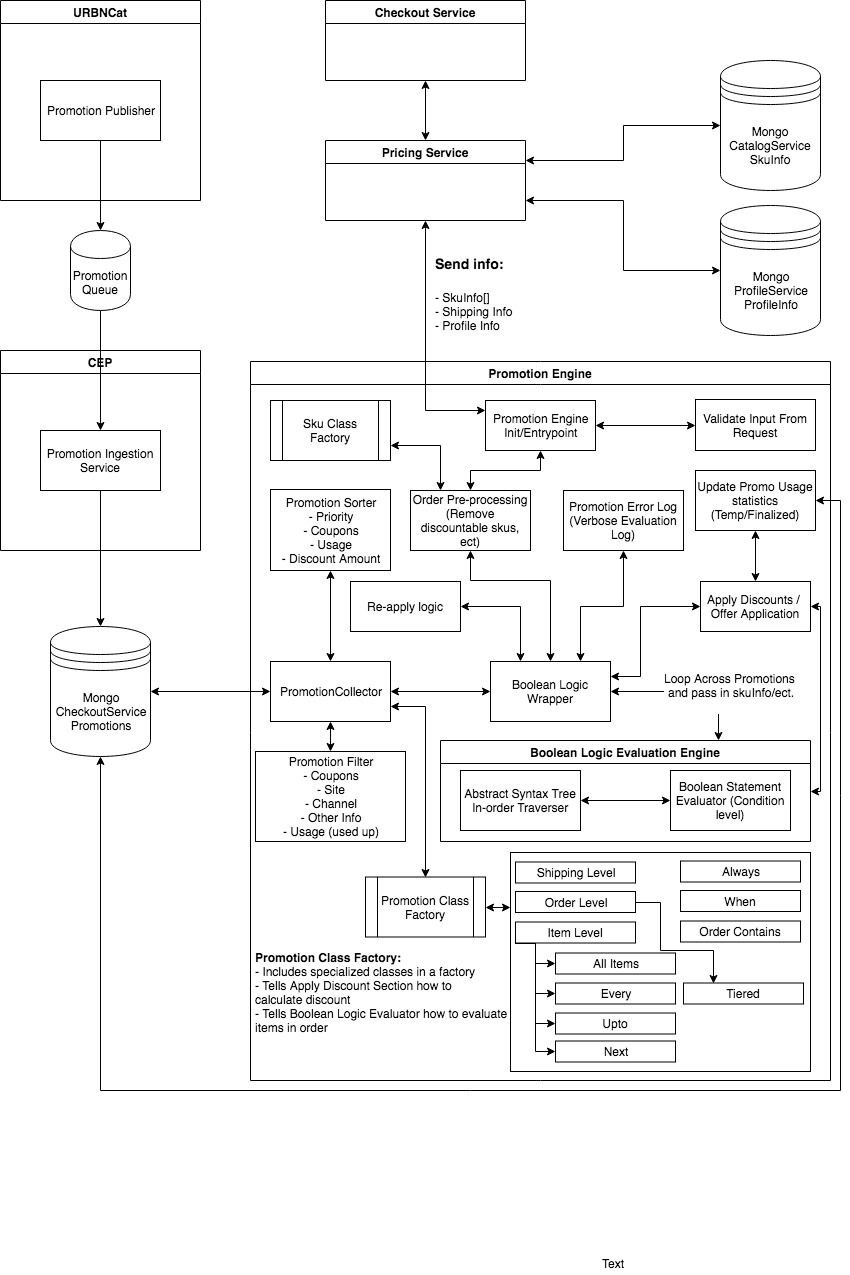 URBNCat
Promotion Publisher
Promotion
Queue
CEP
Promotion Ingestion
Service
Mongo
CheckoutService
Promotions
Checkout Service
Pricing Service
Mongo
CatalogService
SkuInfo
Mongo
ProfileService
ProfileInfo
Send info:
- SkuInfo[]
- Shipping Info
- Profile Info
Promotion Engine
Sku Class
Factory
Promotion Engine
Init/Entrypoint
Validate Input From
Request
Promotion Sorter
- Priority
- Coupons
- Usage
- Discount Amount
Order Pre-processing
(Remove
discountable skus,
ect)
Promotion Error Log
(Verbose Evaluation
Log)
Update Promo Usage
statistics
(Temp/Finalized)
Re-apply logic
Apply Discounts /
Offer Application
PromotionCollector
Boolean Logic
Wrapper
Loop Across Promotions
and pass in skuInfo/ect.
Promotion Filter
- Coupons
- Site
- Channel
- Other Info
- Usage (used up)
Boolean Logic Evaluation Engine
Abstract Syntax Tree
In-order Traverser
Boolean Statement
Evaluator (Condition
level)
Promotion Class
Factory
Shipping Level
Always
Order Level
When
Item Level
Order Contains
All Items
Every
Tiered
Upto
Next
Promotion Class Factory:
- Includes specialized classes in a factory
- Tells Apply Discount Section how to
calculate discount
- Tells Boolean Logic Evaluator how to evaluate
items in order
Text